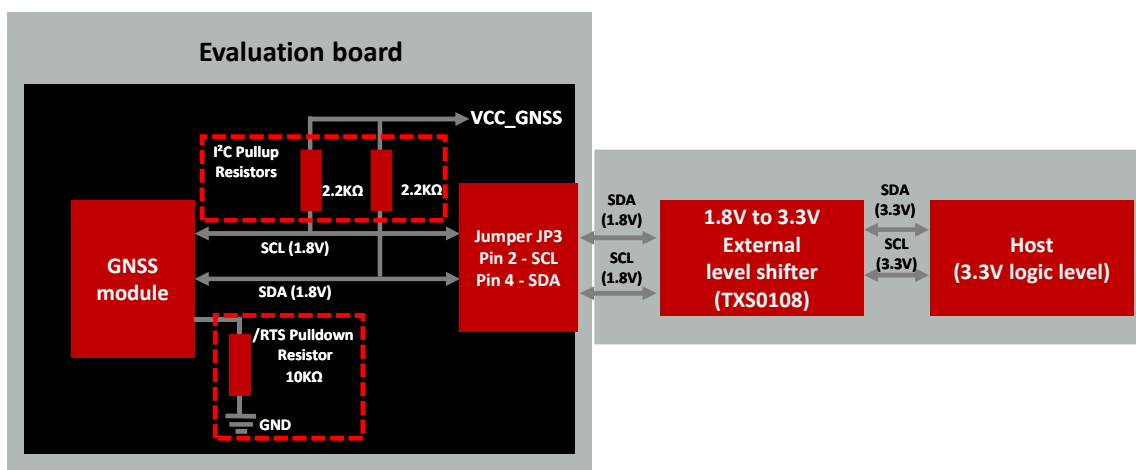 Evaluation board
VCC_GNSS
I²C Pullup
Resistors
2.2KΩ
2.2KΩ
GNSS
module
SCL (1.8V)
SDA (1.8V)
Jumper JP3
Pin 2 - SCL
Pin 4 - SDA
/RTS Pulldown
Resistor
10KΩ
GND
SDA
(1.8V)
SCL
(1.8V)
1.8V to 3.3V
External
level shifter
(TXS0108)
SDA
(3.3V)
SCL
(3.3V)
Host
(3.3V logic level)